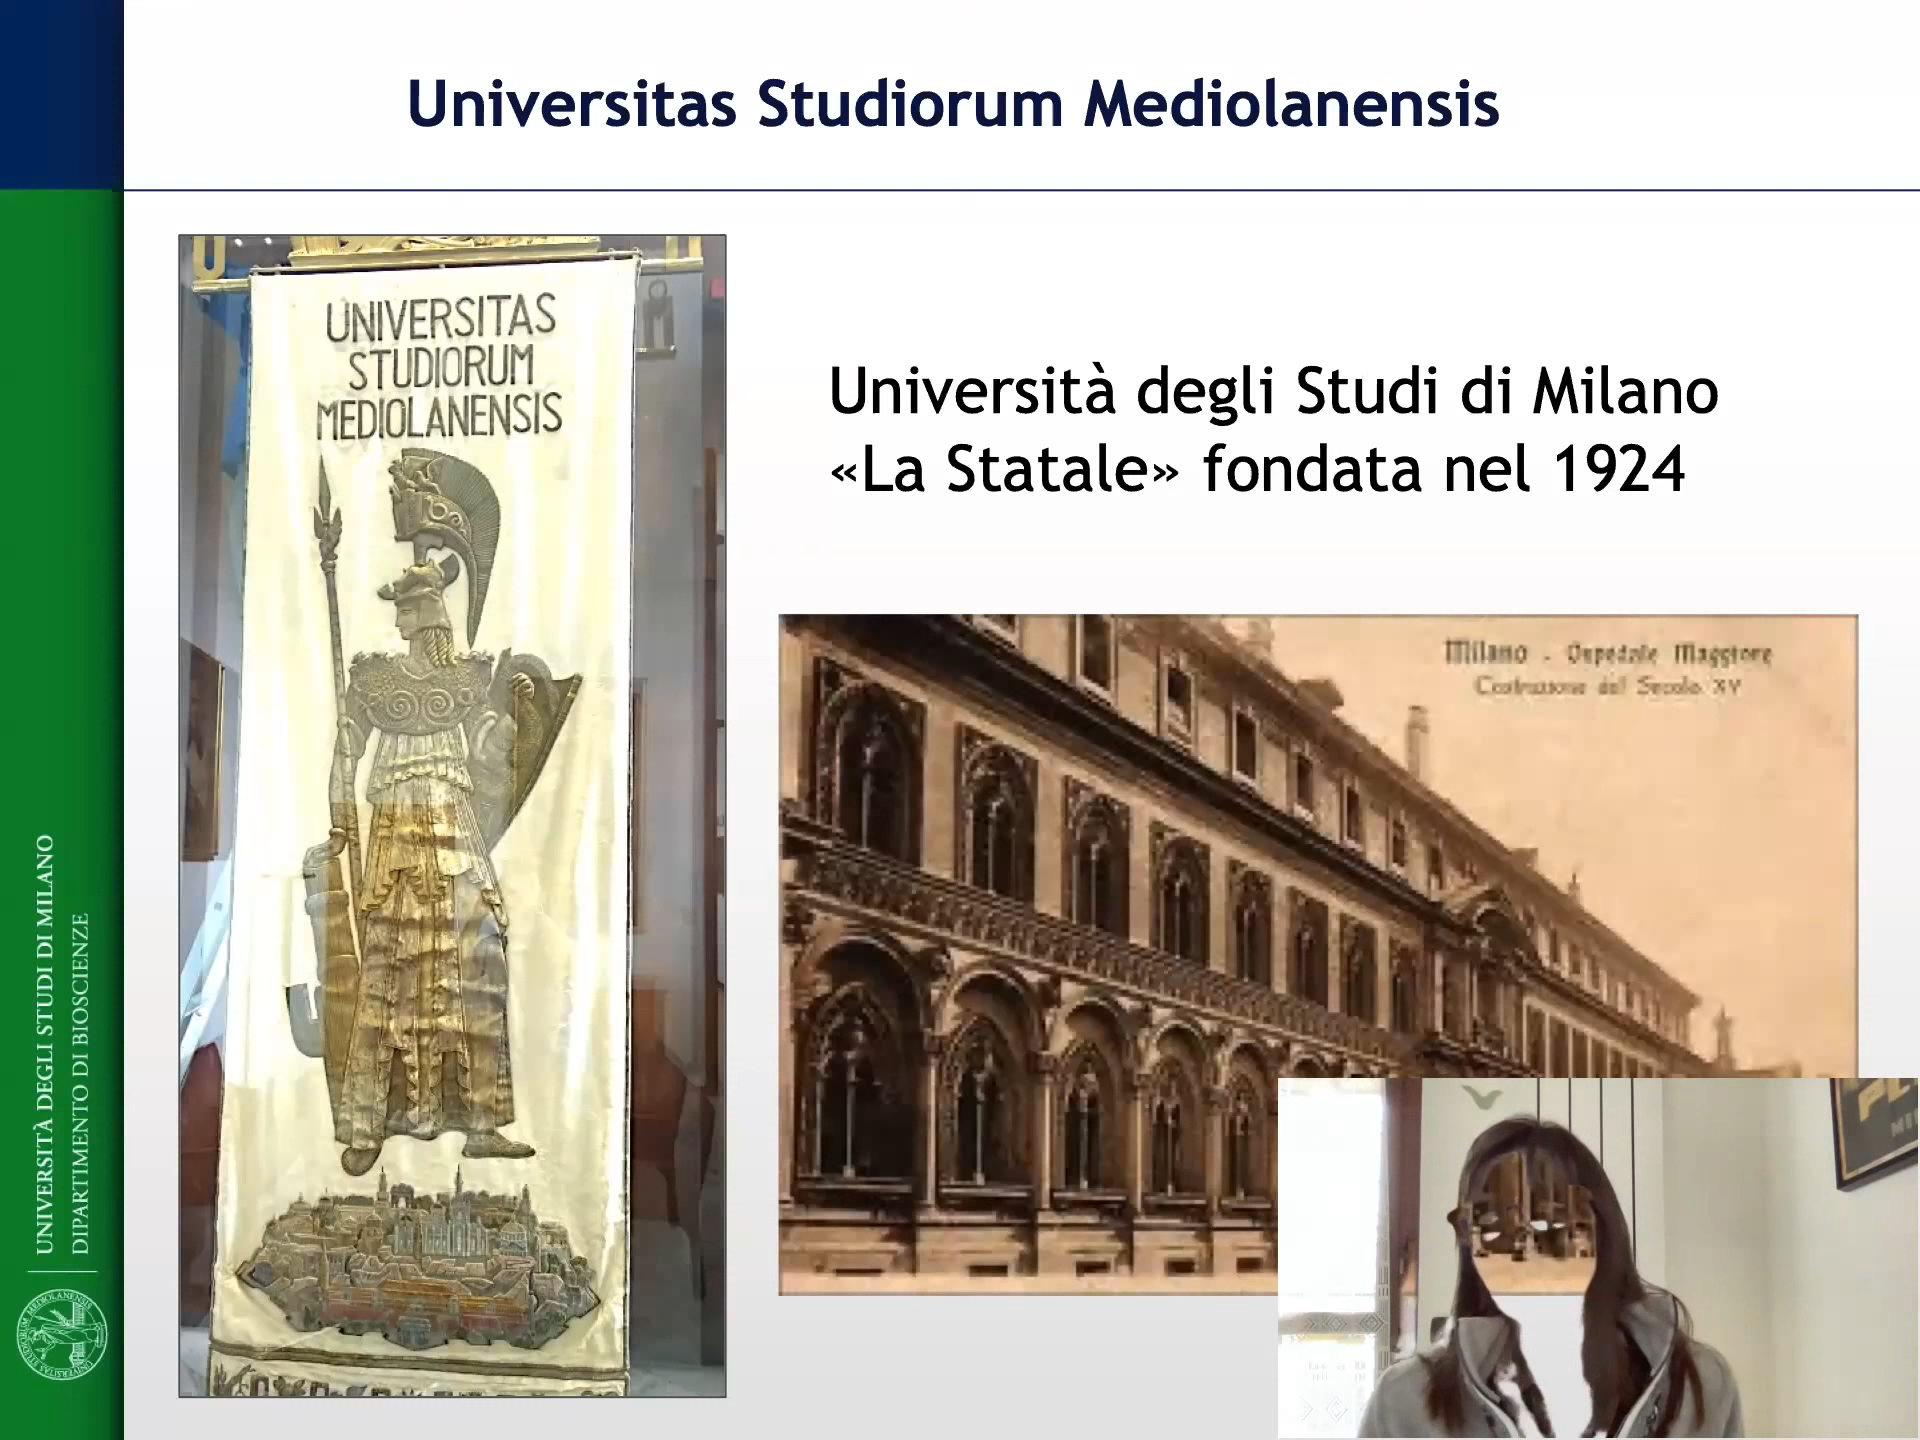 Universitas Studiorum Mediolanensis
UNIVERSITAS
STUDIORUM
MEDIOLANENSIS
Università degli Studi di Milano
«La Statale» fondata nel 1924
Milano - Ospedale Maggiore
Costruzione del Secolo XV
UNIVERSITÀ DEGLI STUDI DI MILANO
DIPARTIMENTO DI BIOSCIENZE